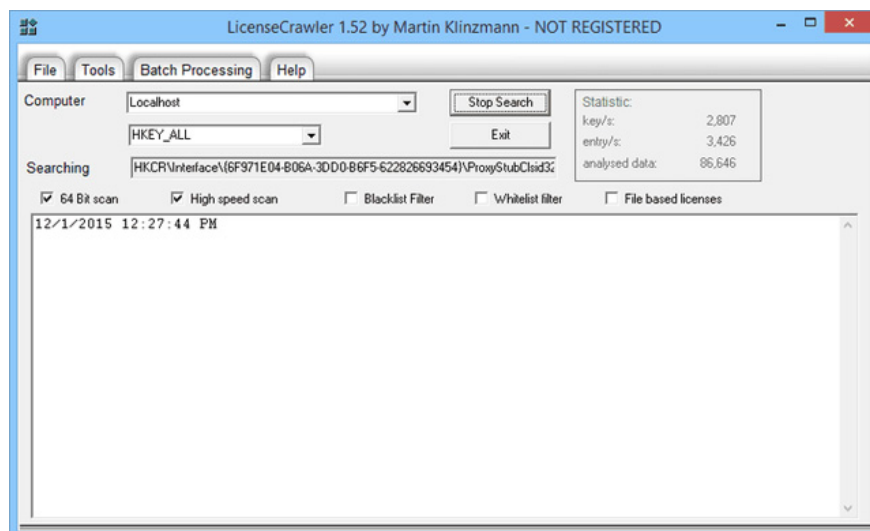 LicenseCrawler 1.52 by Martin Klinzmann - NOT REGISTERED
File Tools Batch Processing Help
Computer Localhost Stop Search
HKEY_ALL Exit
Searching HKCR\Interface\{6F971E04-B06A-3DD0-B6F5-622826693454}\ProxyStubClsid32
Statistic:
key/s: 2,807
entry/s: 3,426
analysed data: 86,646
64 Bit scan High speed scan Blacklist Filter Whitelist filter File based licenses
12/1/2015 12:27:44 PM